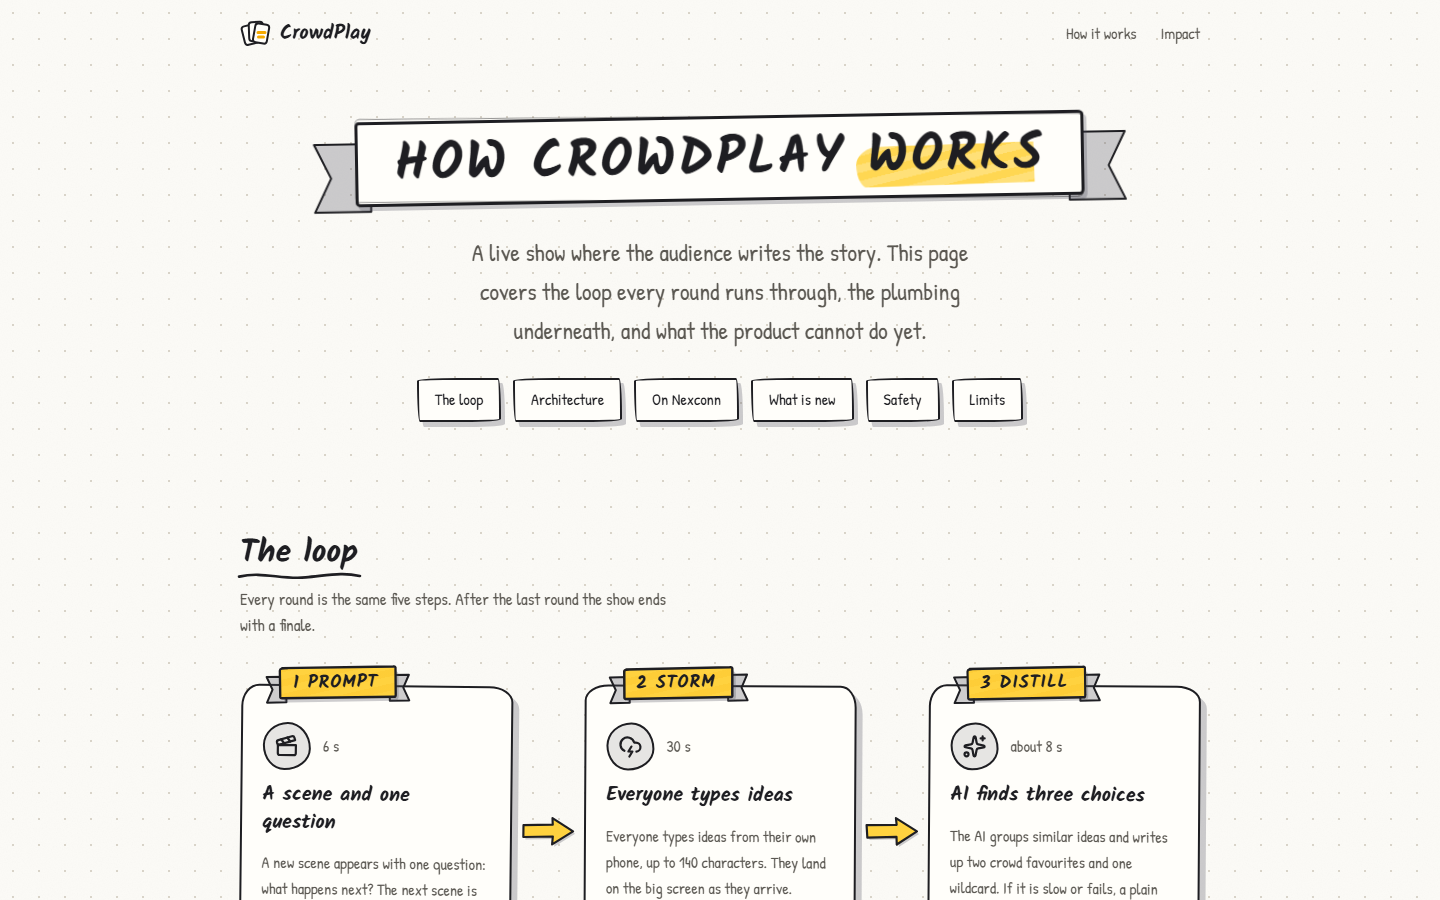 CrowdPlay
How it works
Impact
HOW CROWDPLAY WORKS
A live show where the audience writes the story. This page
covers the loop every round runs through, the plumbing
underneath, and what the product cannot do yet.
The loop
Architecture
On Nexconn
What is new
Safety
Limits
The loop
Every round is the same five steps. After the last round the show ends
with a finale.
1 PROMPT
6 s
A scene and one
question
A new scene appears with one question:
what happens next? The next scene is
2 STORM
30 s
Everyone types ideas
Everyone types ideas from their own
phone, up to 140 characters. They land
on the big screen as they arrive.
3 DISTILL
about 8 s
AI finds three choices
The AI groups similar ideas and writes
up two crowd favourites and one
wildcard. If it is slow or fails, a plain